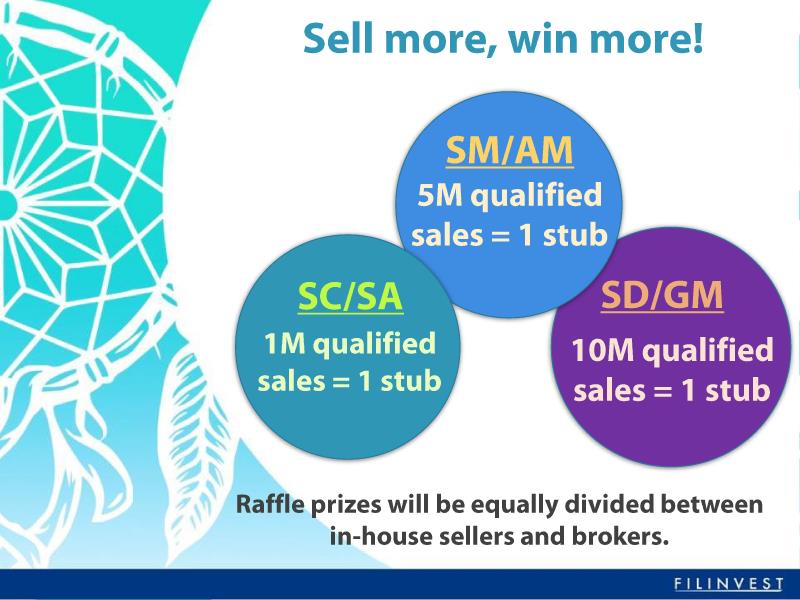 Sell more, win more!
SM/AM
5M qualified
sales = 1 stub
SC/SA
1M qualified
sales = 1 stub
SD/GM
10M qualified
sales = 1 stub
Raffle prizes will be equally divided between
in-house sellers and brokers.
FILINVEST